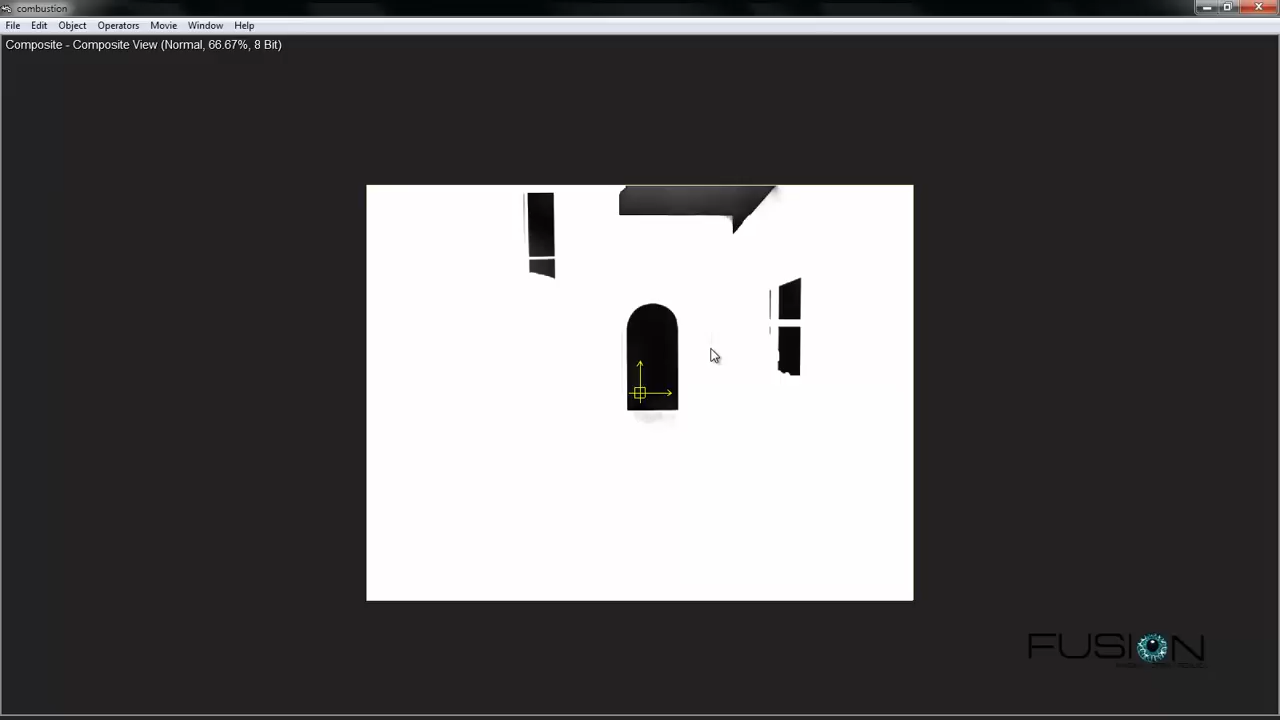 combustion
File Edit Object Operators Movie Window Help
Composite - Composite View (Normal, 66.67%, 8 Bit)
FUSION